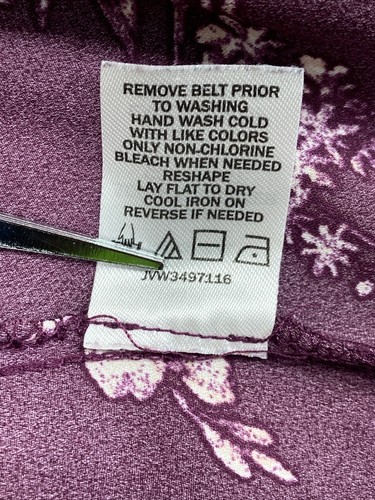 REMOVE BELT PRIOR
TO WASHING
HAND WASH COLD
WITH LIKE COLORS
ONLY NON-CHLORINE
BLEACH WHEN NEEDED
RESHAPE
LAY FLAT TO DRY
COOL IRON ON
REVERSE IF NEEDED
JVW3497116